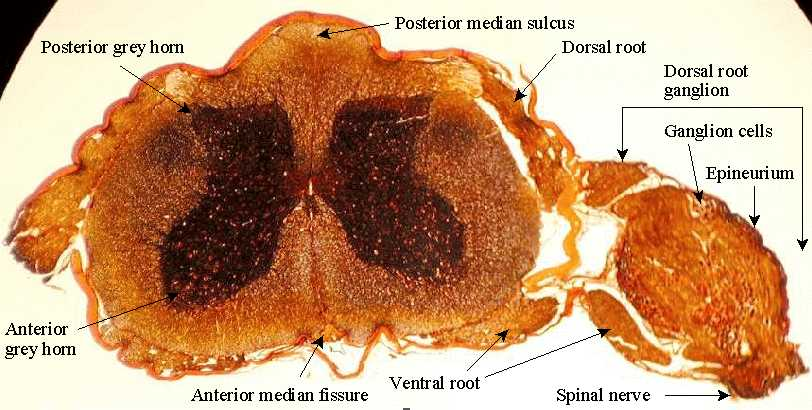 Posterior median sulcus
Posterior grey horn
Dorsal root
Dorsal root
ganglion
Ganglion cells
Epineurium
Anterior
grey horn
Anterior median fissure
Ventral root
Spinal nerve